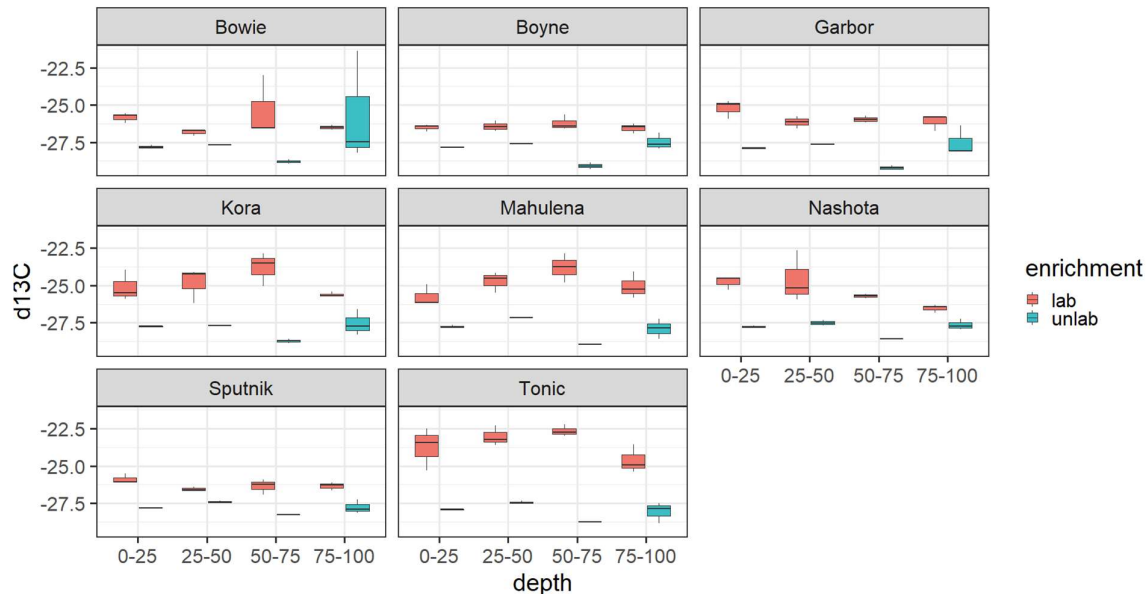 Bowie Boyne Garbor
-22.5
-25.0
-27.5
Kora Mahulena Nashota
-22.5
-25.0
-27.5
d13C
enrichment
lab
unlab
Sputnik Tonic
0-25 25-50 50-75 75-100
-22.5
-25.0
-27.5
0-25 25-50 50-75 75-100 0-25 25-50 50-75 75-100
depth